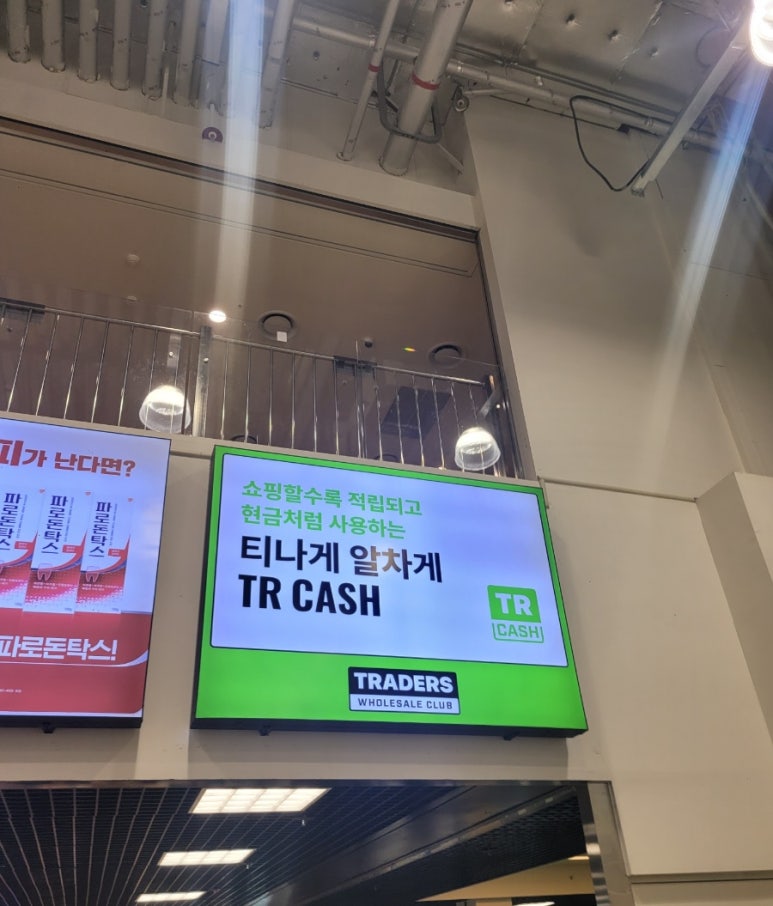 피가 난다면?
파로돈탁스
파로돈탁스
파로돈탁스
파로돈탁스!
쇼핑할수록 적립되고
현금처럼 사용하는
티나게 알차게
TR CASH
TR
CASH
TRADERS
WHOLESALE CLUB